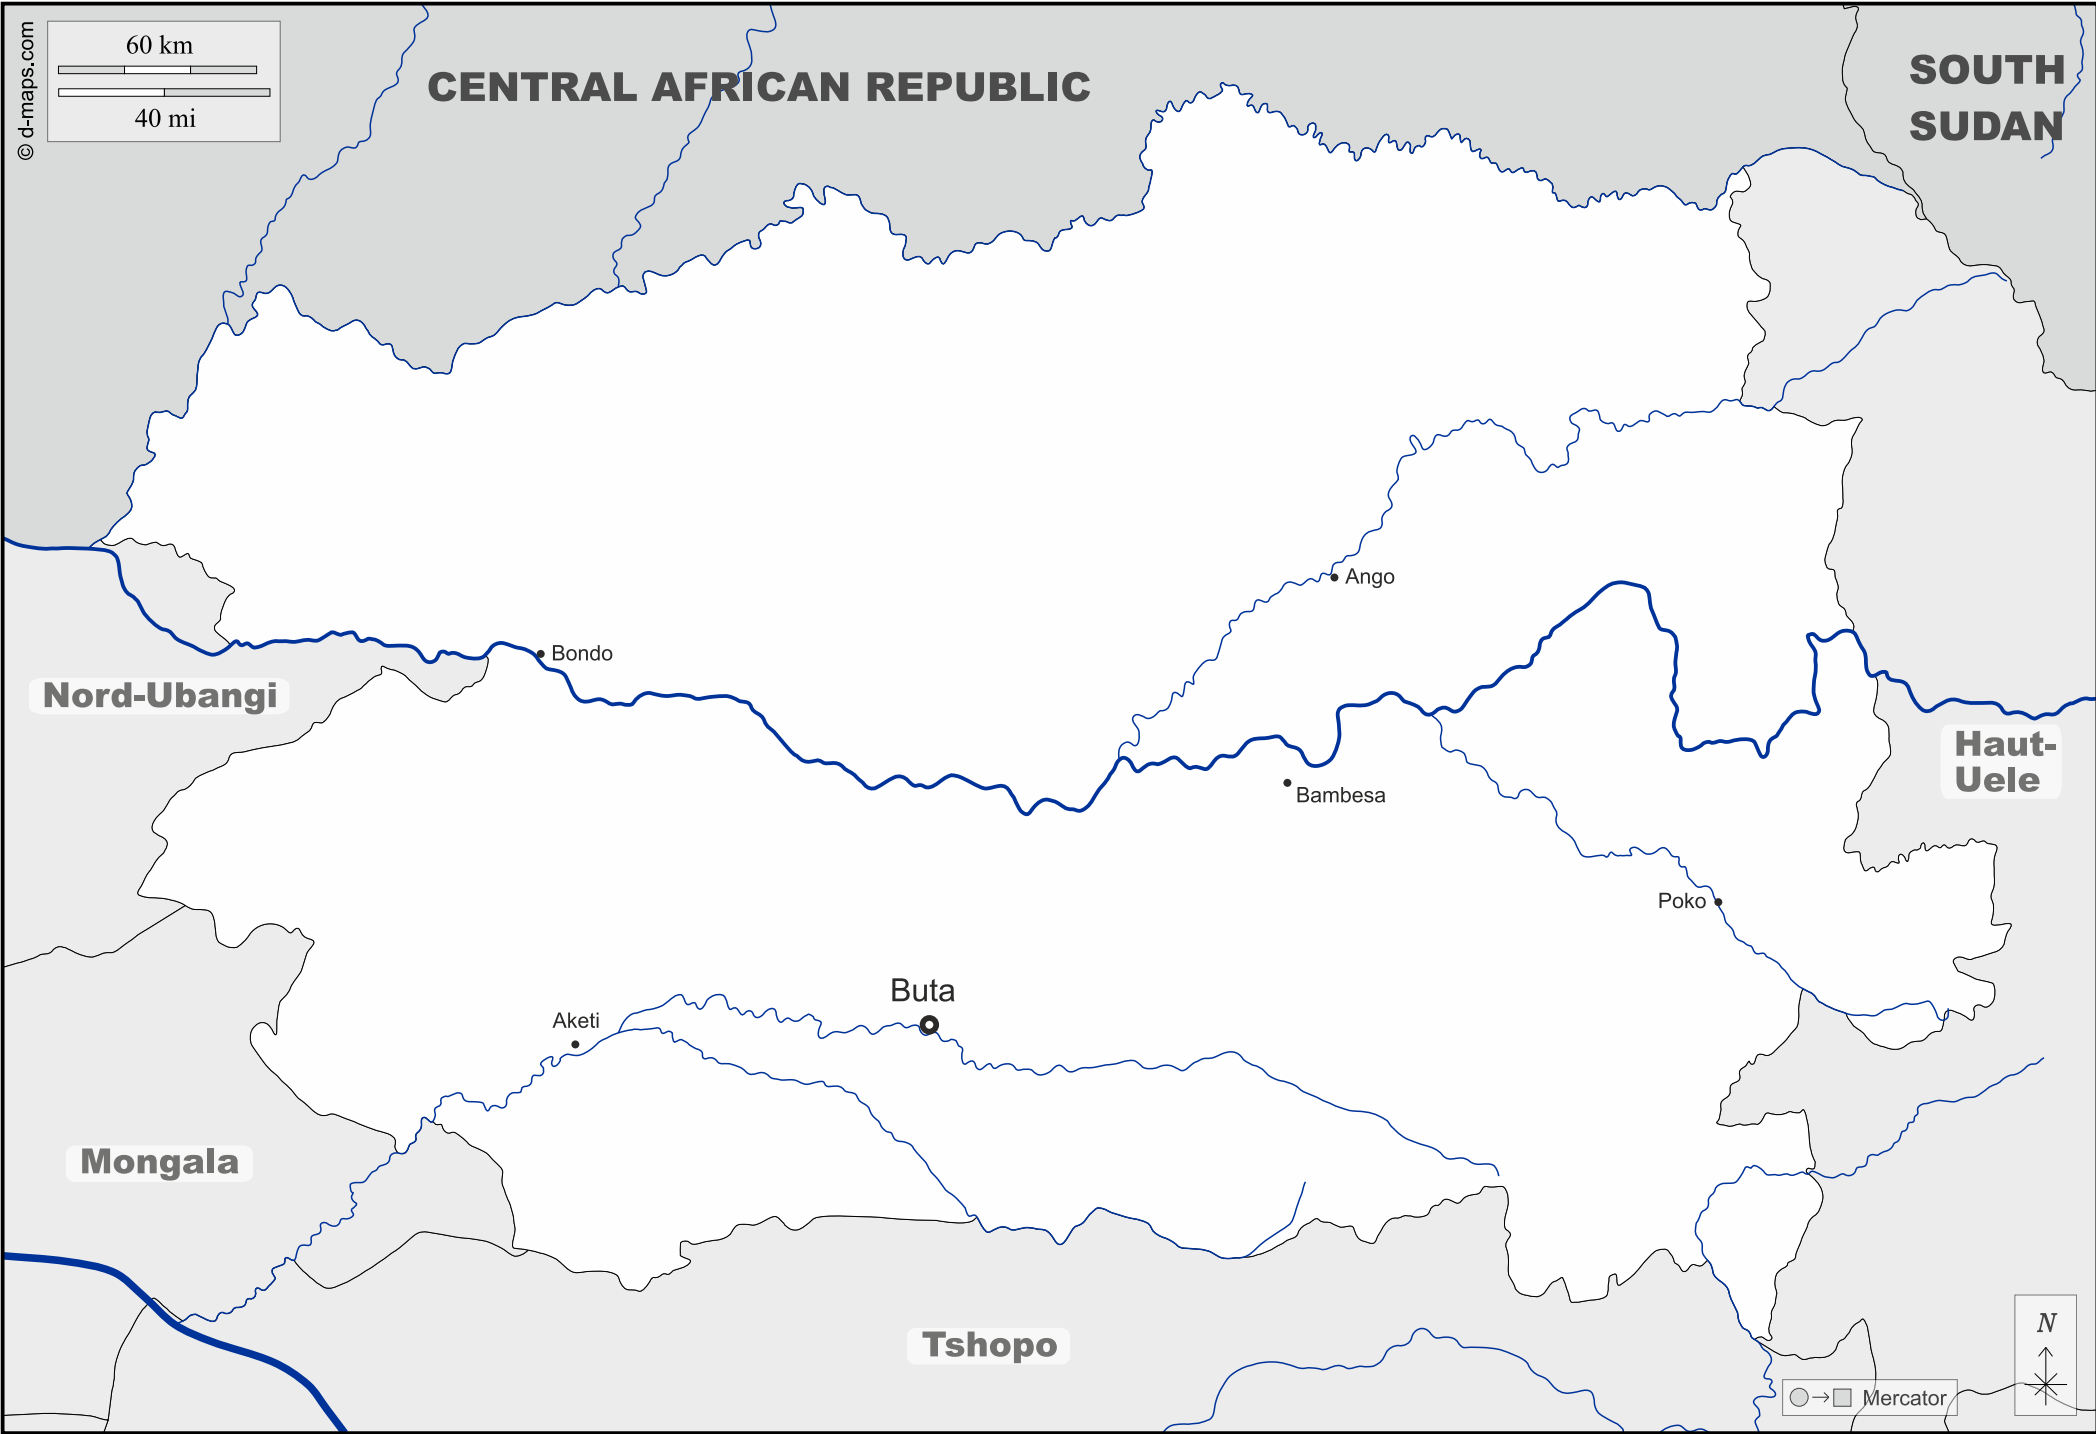 © d-maps.com
60 km
40 mi
CENTRAL AFRICAN REPUBLIC
SOUTH
SUDAN
Ango
Bondo
Nord-Ubangi
Haut-
Uele
Bambesa
Poko
Buta
Aketi
Mongala
Tshopo
N
Mercator